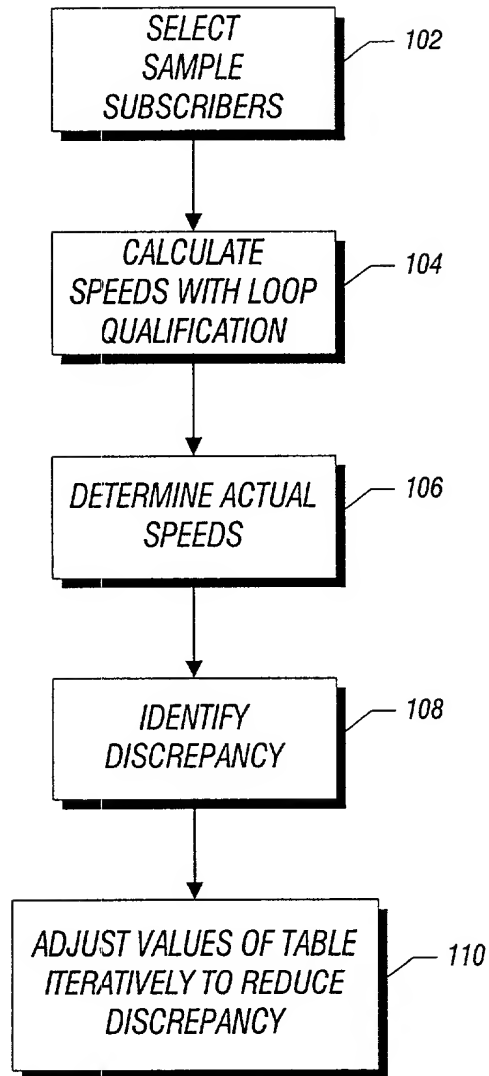 SELECT
SAMPLE
SUBSCRIBERS
102
CALCULATE
SPEEDS WITH LOOP
QUALIFICATION
104
DETERMINE ACTUAL
SPEEDS
106
IDENTIFY
DISCREPANCY
108
ADJUST VALUES OF TABLE
ITERATIVELY TO REDUCE
DISCREPANCY
110